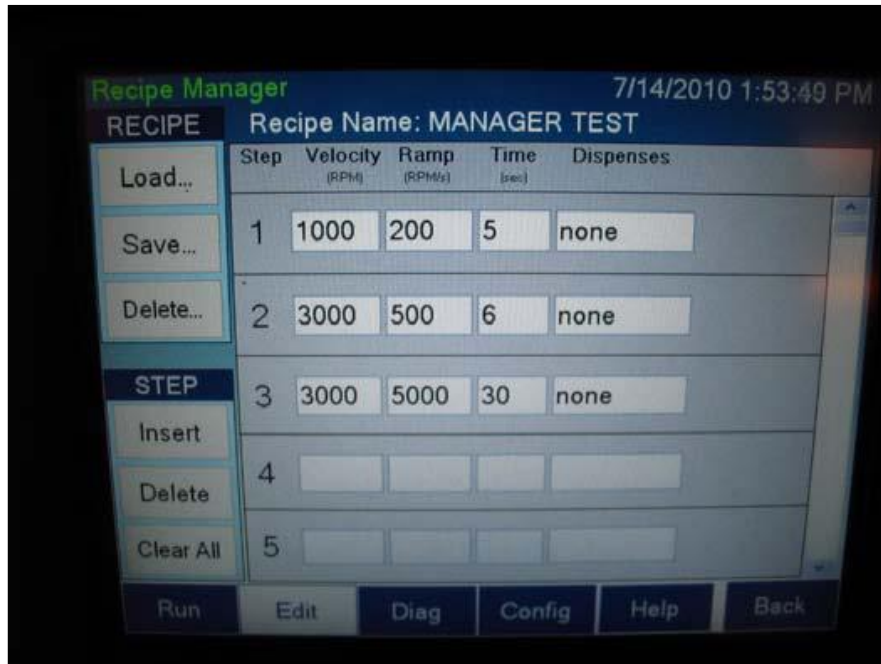 Recipe Manager 7/14/2010 1:53:49 PM
RECIPE Recipe Name: MANAGER TEST
Step Velocity Ramp Time Dispenses
(RPM) (RPM/s) (sec)
Load...
1 1000 200 5 none
Save...
Delete... 2 3000 500 6 none
STEP
3 3000 5000 30 none
Insert
4
Delete
Clear All 5
Run Edit Diag Config Help Back